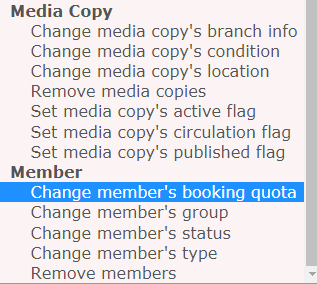 Media Copy
Change media copy's branch info
Change media copy's condition
Change media copy's location
Remove media copies
Set media copy's active flag
Set media copy's circulation flag
Set media copy's published flag
Member
Change member's booking quota
Change member's group
Change member's status
Change member's type
Remove members